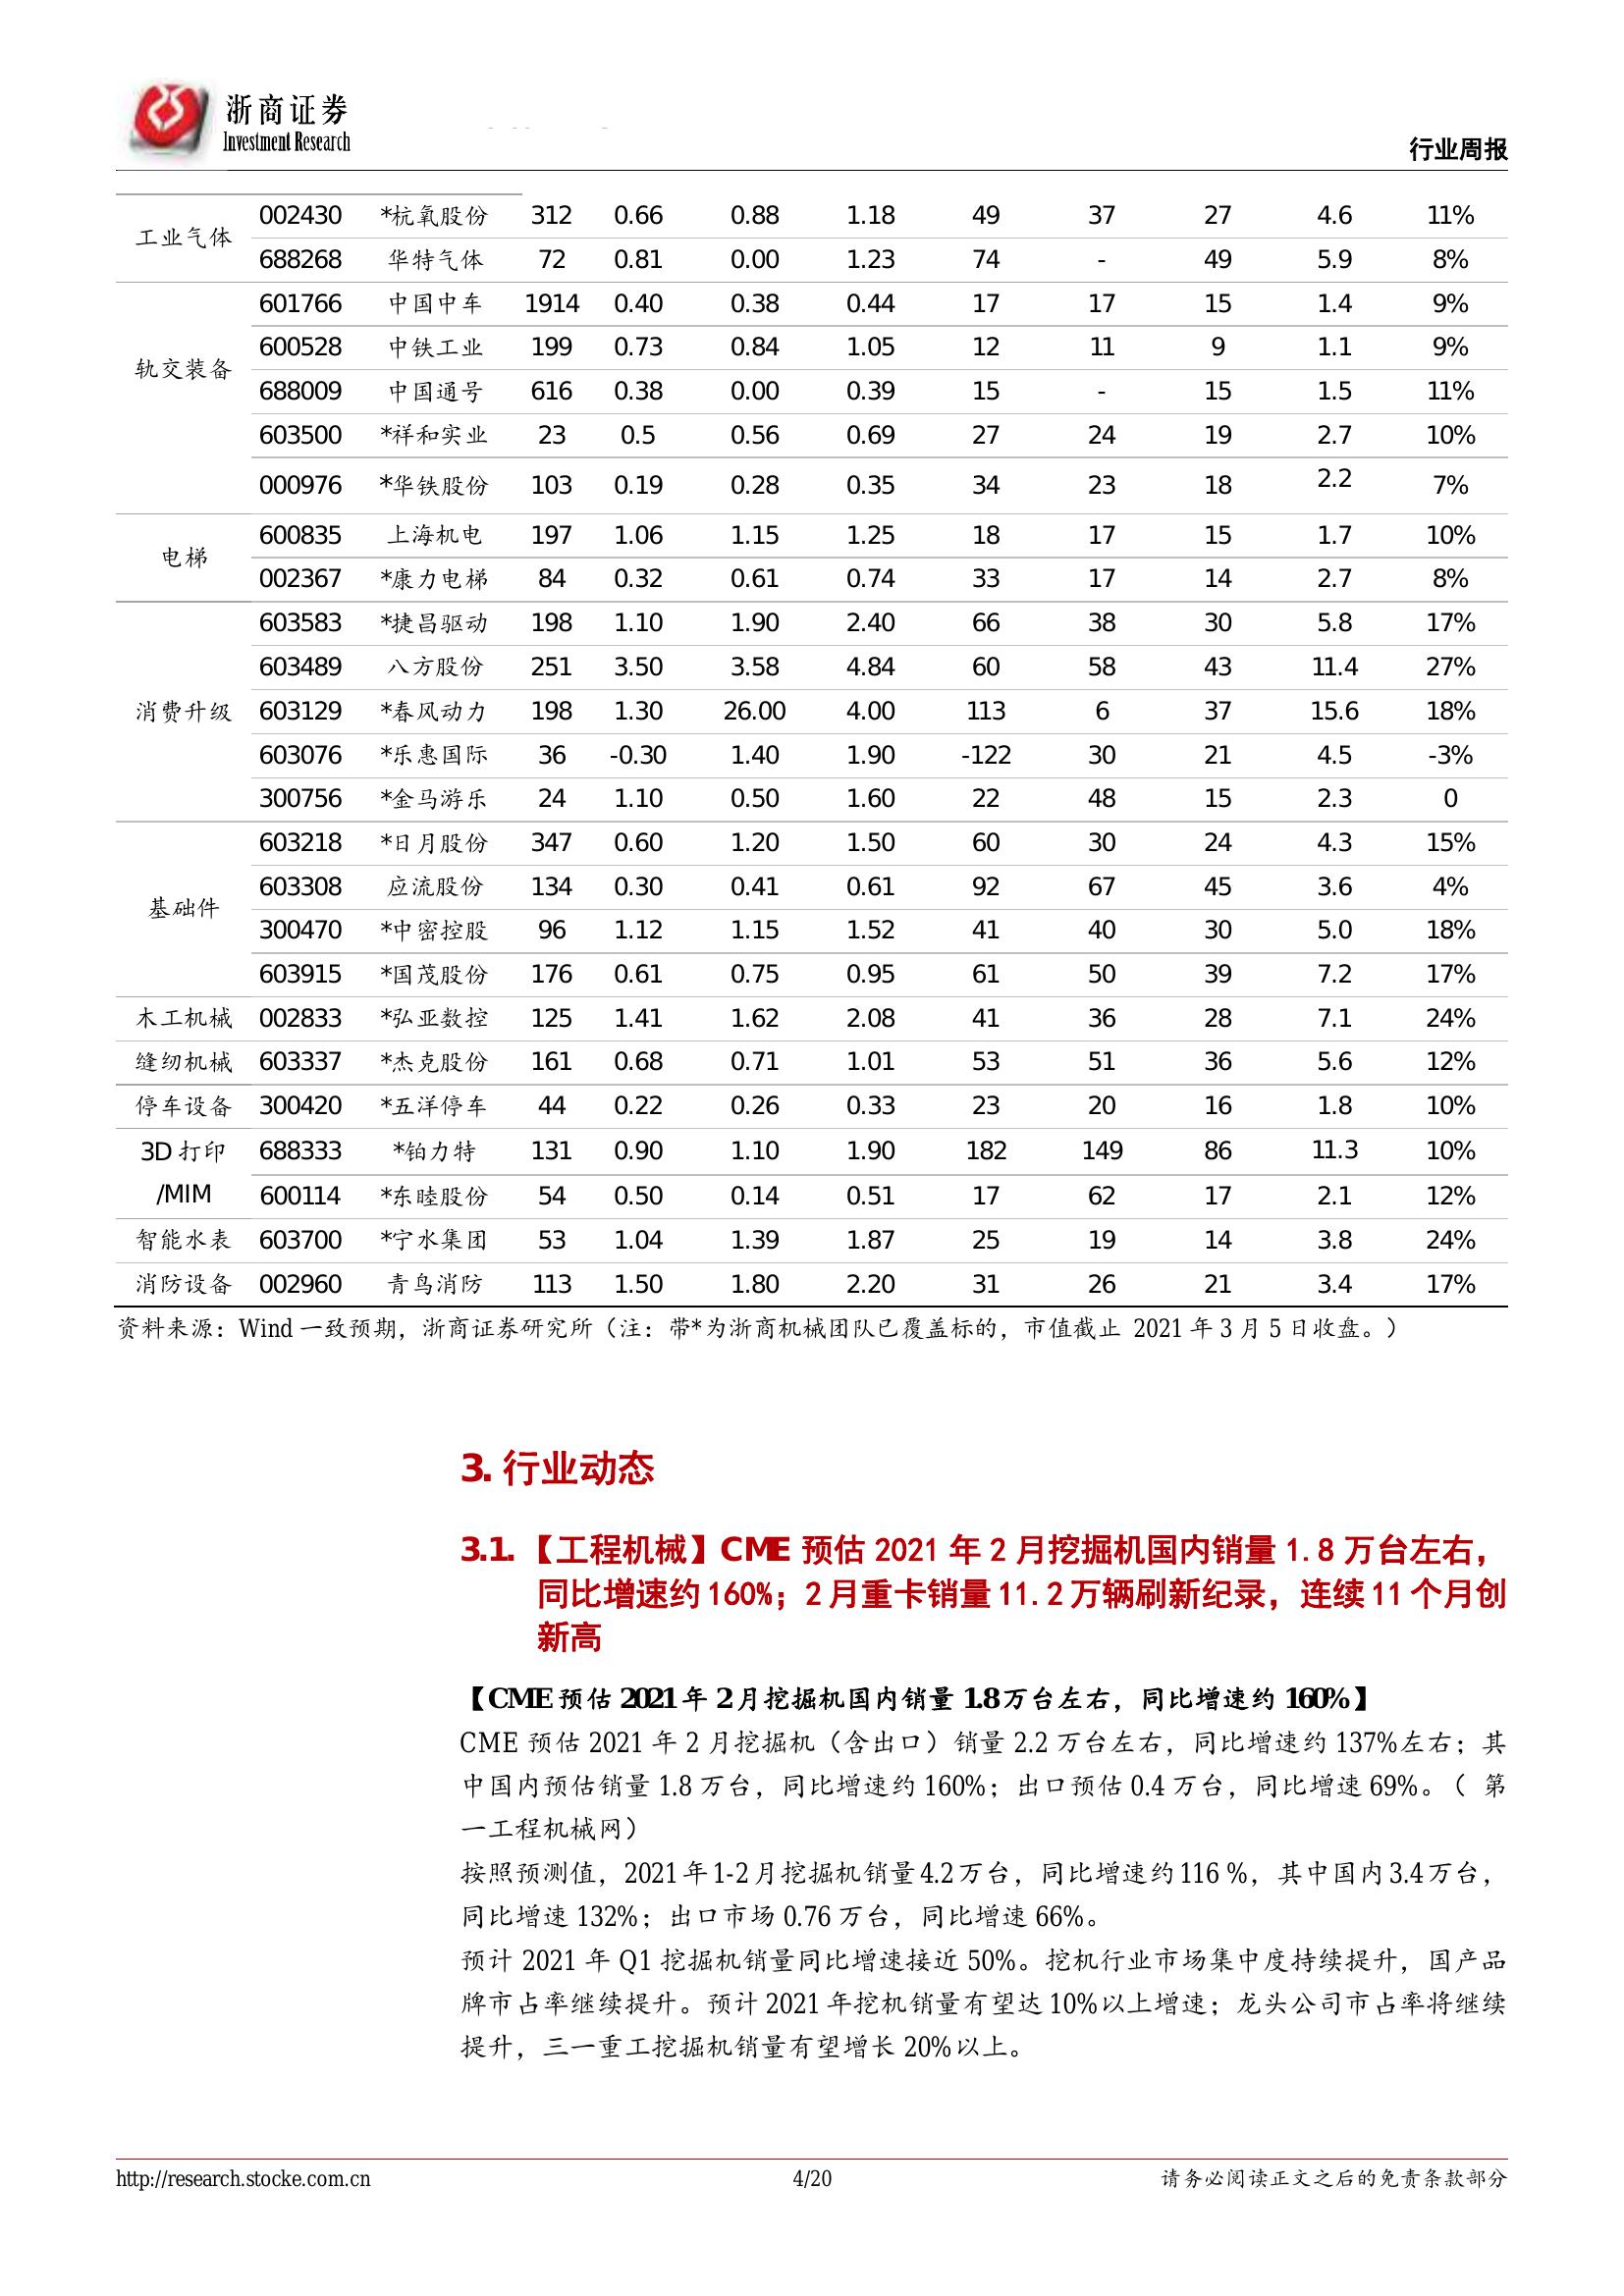 浙商证券
Investment Research
行业周报
工业气体 002430 *杭氧股份 312 0.66 0.88 1.18 49 37 27 4.6 11%
688268 华特气体 72 0.81 0.00 1.23 74 - 49 5.9 8%
轨交装备 601766 中国中车 1914 0.40 0.38 0.44 17 17 15 1.4 9%
600528 中铁工业 199 0.73 0.84 1.05 12 11 9 1.1 9%
688009 中国通号 616 0.38 0.00 0.39 15 - 15 1.5 11%
603500 *祥和实业 23 0.5 0.56 0.69 27 24 19 2.7 10%
000976 *华铁股份 103 0.19 0.28 0.35 34 23 18 2.2 7%
电梯 600835 上海机电 197 1.06 1.15 1.25 18 17 15 1.7 10%
002367 *康力电梯 84 0.32 0.61 0.74 33 17 14 2.7 8%
消费升级 603583 *捷昌驱动 198 1.10 1.90 2.40 66 38 30 5.8 17%
603489 八方股份 251 3.50 3.58 4.84 60 58 43 11.4 27%
603129 *春风动力 198 1.30 26.00 4.00 113 6 37 15.6 18%
603076 *乐惠国际 36 -0.30 1.40 1.90 -122 30 21 4.5 -3%
300756 *金马游乐 24 1.10 0.50 1.60 22 48 15 2.3 0
基础件 603218 *日月股份 347 0.60 1.20 1.50 60 30 24 4.3 15%
603308 应流股份 134 0.30 0.41 0.61 92 67 45 3.6 4%
300470 *中密控股 96 1.12 1.15 1.52 41 40 30 5.0 18%
603915 *国茂股份 176 0.61 0.75 0.95 61 50 39 7.2 17%
木工机械 002833 *弘亚数控 125 1.41 1.62 2.08 41 36 28 7.1 24%
缝纫机械 603337 *杰克股份 161 0.68 0.71 1.01 53 51 36 5.6 12%
停车设备 300420 *五洋停车 44 0.22 0.26 0.33 23 20 16 1.8 10%
3D 打印 688333 *铂力特 131 0.90 1.10 1.90 182 149 86 11.3 10%
/MIM 600114 *东睦股份 54 0.50 0.14 0.51 17 62 17 2.1 12%
智能水表 603700 *宁水集团 53 1.04 1.39 1.87 25 19 14 3.8 24%
消防设备 002960 青鸟消防 113 1.50 1.80 2.20 31 26 21 3.4 17%
资料来源：Wind 一致预期，浙商证券研究所（注：带*为浙商机械团队已覆盖标的，市值截止 2021 年 3 月 5 日收盘。）
3. 行业动态
3.1. 【工程机械】CME 预估 2021 年 2 月挖掘机国内销量 1.8 万台左右，
同比增速约 160%；2 月重卡销量 11.2 万辆刷新纪录，连续 11 个月创
新高
【CME 预估 2021 年 2 月挖掘机国内销量 1.8 万台左右，同比增速约 160%】
CME 预估 2021 年 2 月挖掘机（含出口）销量 2.2 万台左右，同比增速约 137%左右；其
中国内预估销量 1.8 万台，同比增速约 160%；出口预估 0.4 万台，同比增速 69%。（ 第
一工程机械网）
按照预测值，2021 年 1-2 月挖掘机销量 4.2 万台，同比增速约 116 %，其中国内 3.4 万台，
同比增速 132%；出口市场 0.76 万台，同比增速 66%。
预计 2021 年 Q1 挖掘机销量同比增速接近 50%。挖机行业市场集中度持续提升，国产品
牌市占率继续提升。预计 2021 年挖机销量有望达 10%以上增速；龙头公司市占率将继续
提升，三一重工挖掘机销量有望增长 20%以上。
http://research.stocke.com.cn 4/20 请务必阅读正文之后的免责条款部分